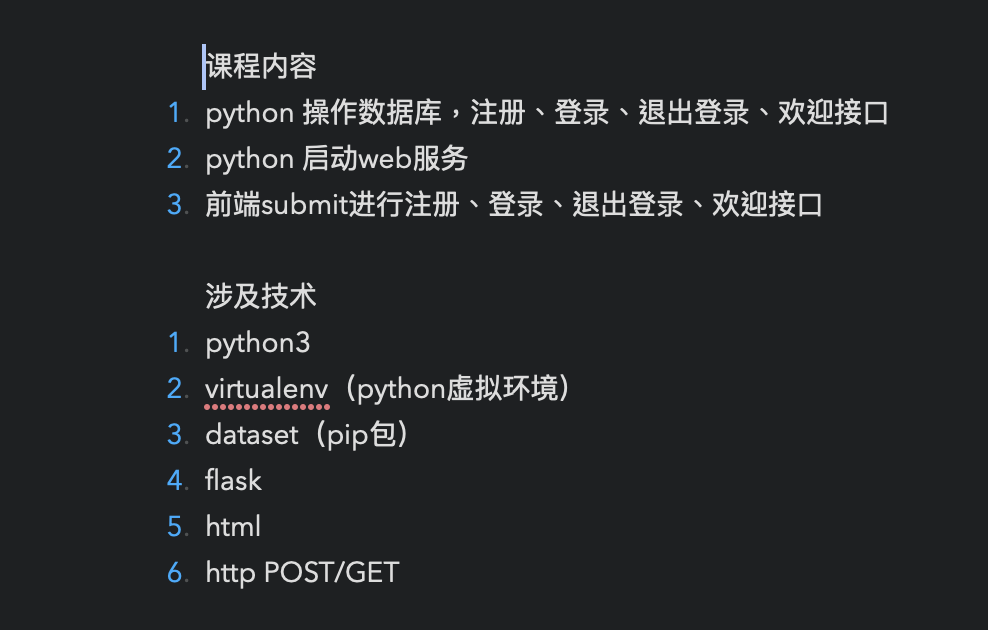 课程内容
1. python 操作数据库，注册、登录、退出登录、欢迎接口
2. python 启动web服务
3. 前端submit进行注册、登录、退出登录、欢迎接口
涉及技术
1. python3
2. virtualenv（python虚拟环境）
3. dataset（pip包）
4. flask
5. html
6. http POST/GET